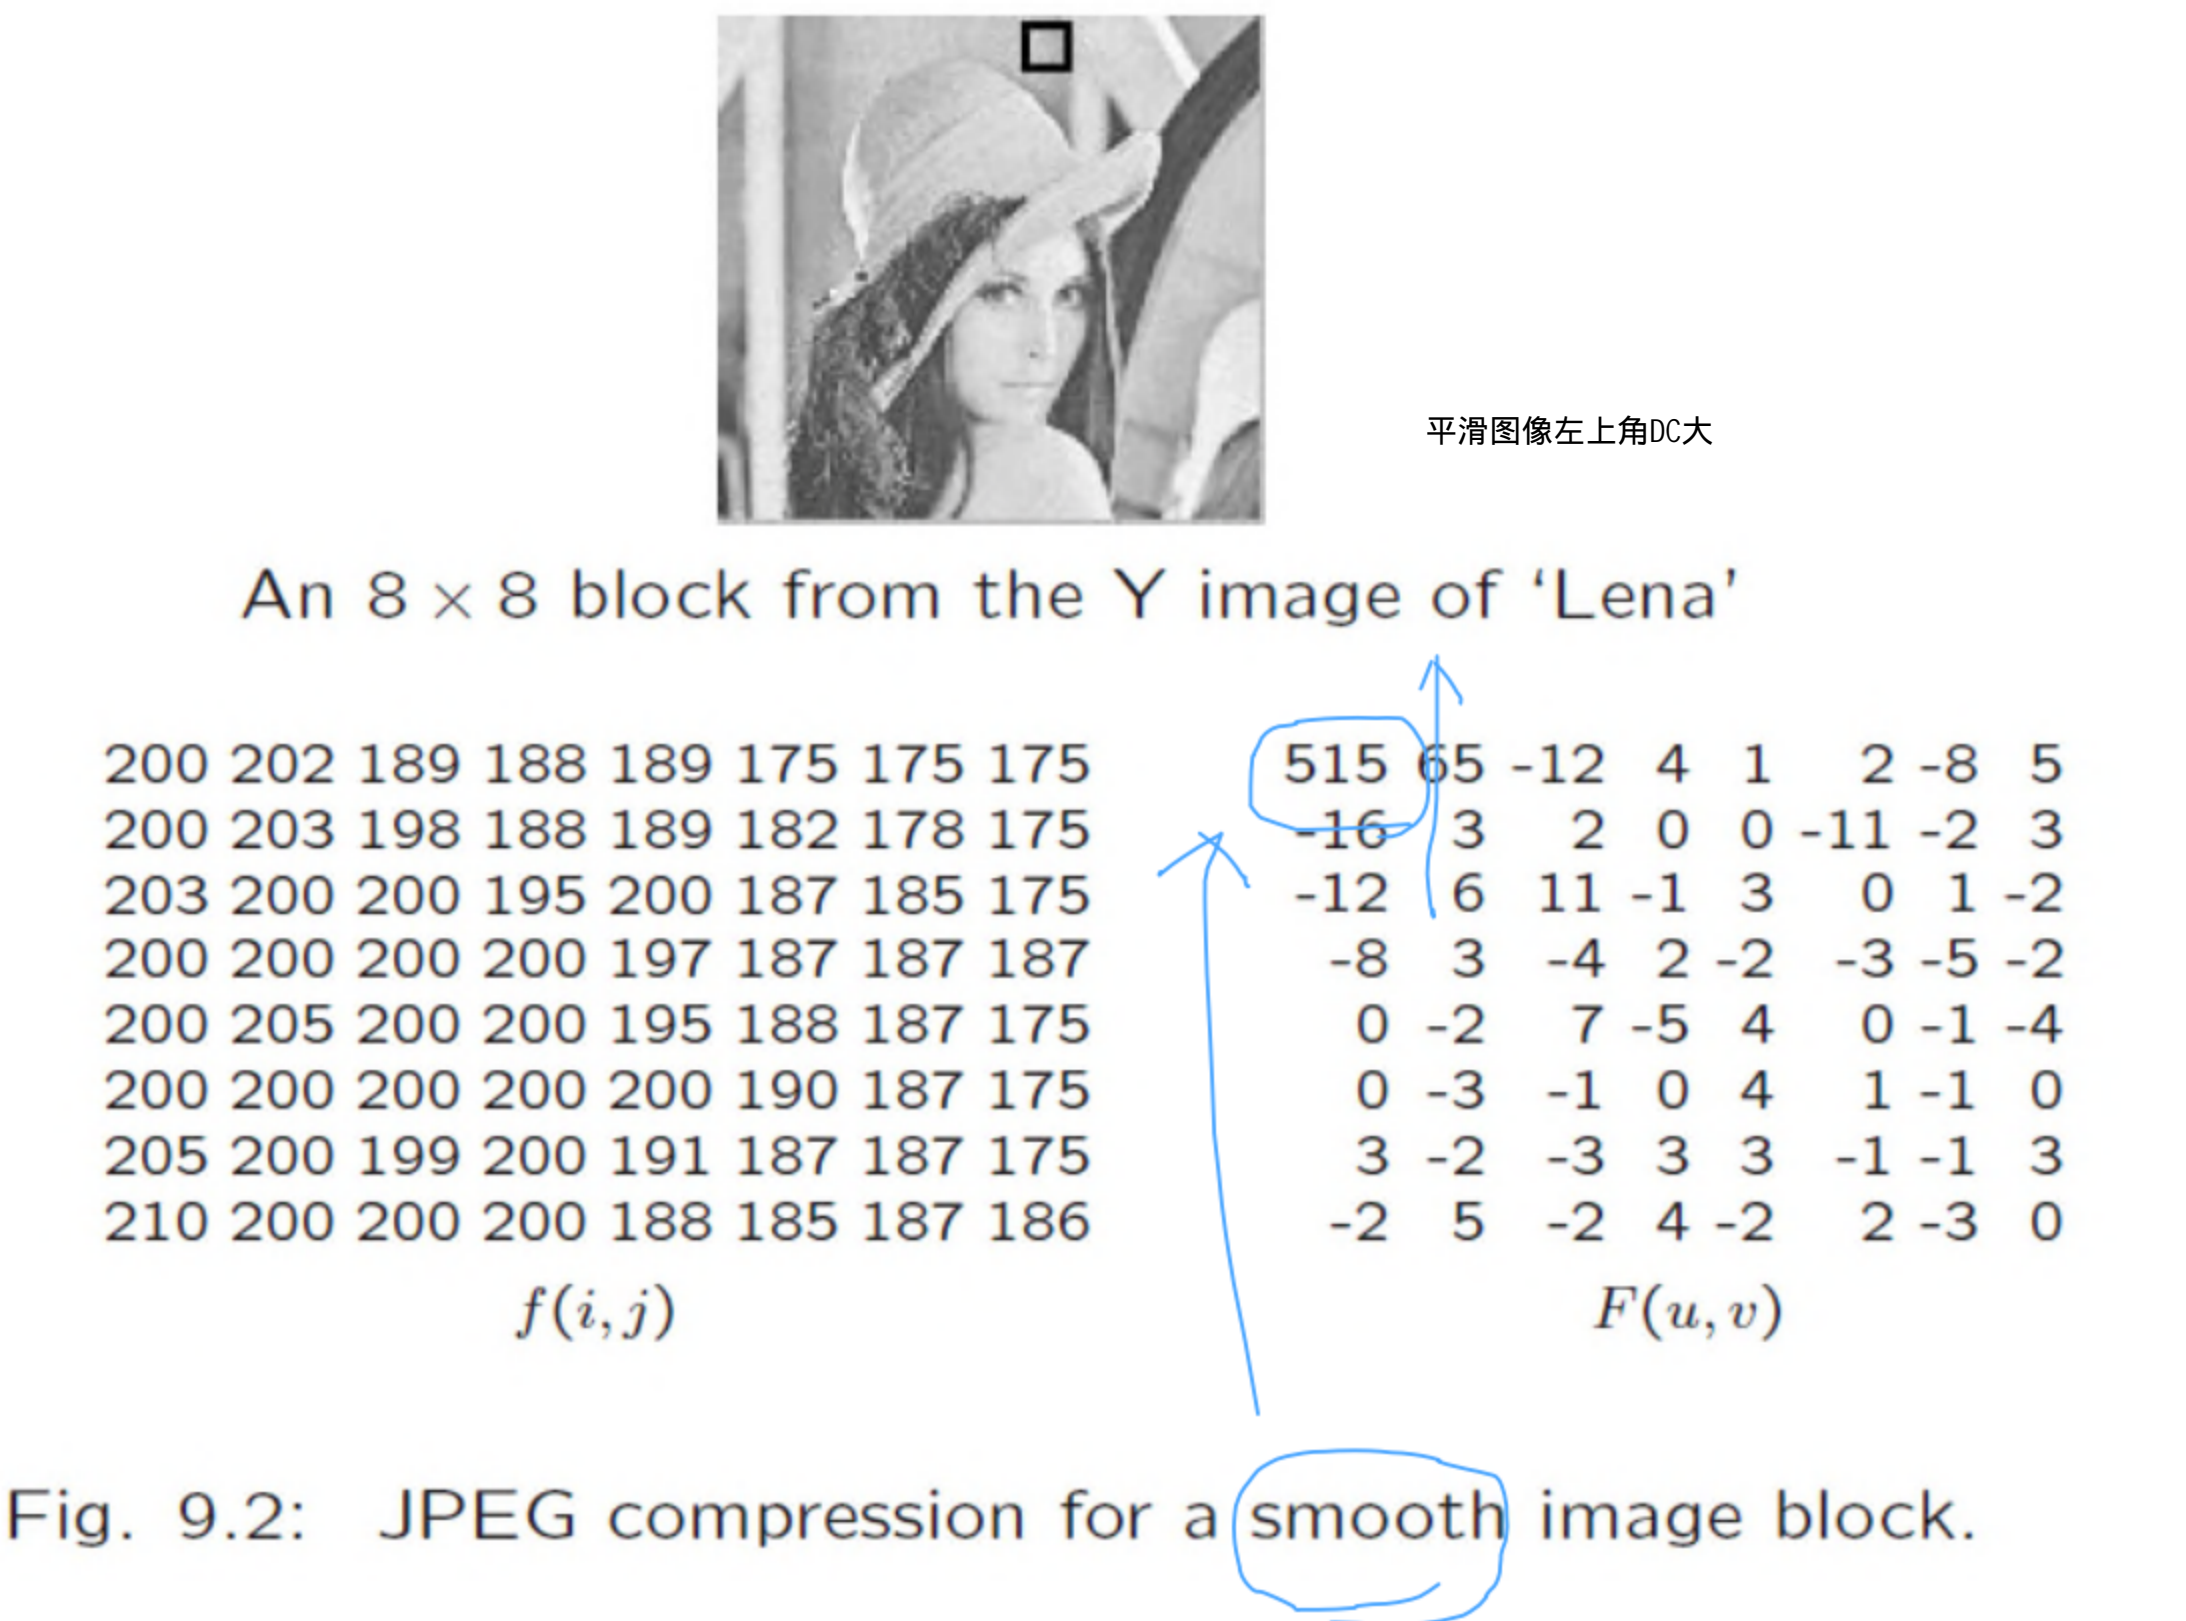 平滑图像左上角DC大
An 8 × 8 block from the Y image of ‘Lena’
200 202 189 188 189 175 175 175
200 203 198 188 189 182 178 175
203 200 200 195 200 187 185 175
200 200 200 200 197 187 187 187
200 205 200 200 195 188 187 175
200 200 200 200 200 190 187 175
205 200 199 200 191 187 187 175
210 200 200 200 188 185 187 186
f(i, j)
515 65 -12 4 1 2 -8 5
-16 3 2 0 0 -11 -2 3
-12 6 11 -1 3 0 1 -2
-8 3 -4 2 -2 -3 -5 -2
0 -2 7 -5 4 0 -1 -4
0 -3 -1 0 4 1 -1 0
3 -2 -3 3 3 -1 -1 3
-2 5 -2 4 -2 2 -3 0
F(u, v)
Fig. 9.2: JPEG compression for a smooth image block.